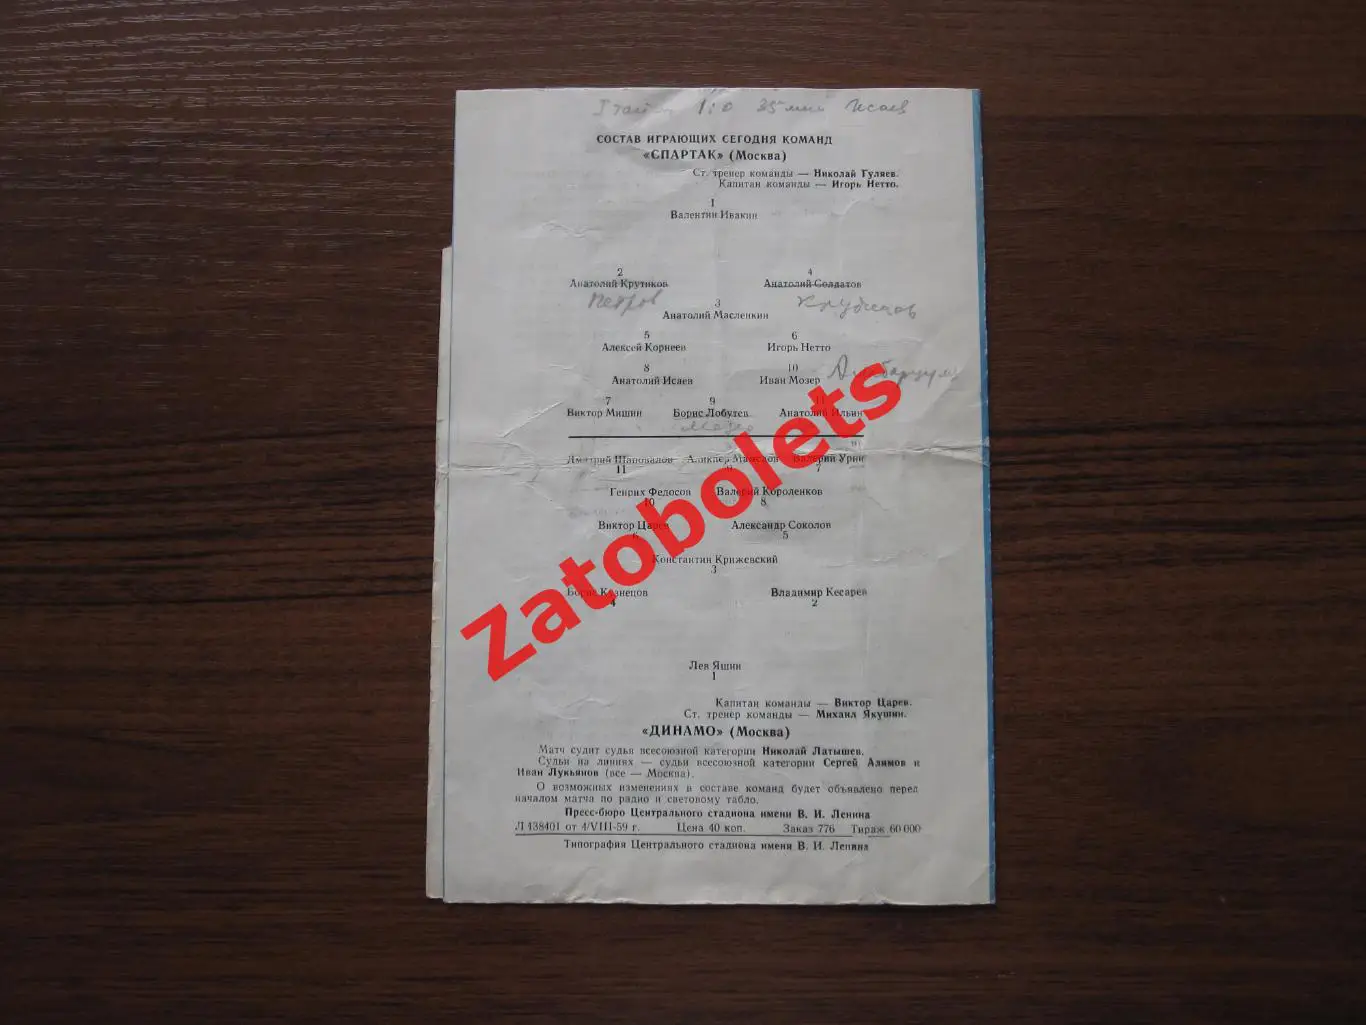 1:0 35 мин Исаев
СОСТАВ ИГРАЮЩИХ СЕГОДНЯ КОМАНД
«СПАРТАК» (Москва)
Ст. тренер команды — Николай Гуляев.
Капитан команды — Игорь Нетто.
1
Валентин Ивакин
2 4
Анатолий Крутиков Анатолий Солдатов
Петров
3
Анатолий Масленкин
5 6
Алексей Корнеев Игорь Нетто
8 10
Анатолий Исаев Иван Мозер
7 9 11
Виктор Мишин Борис Лобутев Анатолий Ильин
Дмитрий Шаповалов Аликпер Мамедов Валерий Урин
11 9 7
Генрих Федосов Валерий Короленков
10 8
Виктор Царев Александр Соколов
6 5
Константин Крижевский
3
Борис Кузнецов Владимир Кесарев
4 2
Лев Яшин
1
Капитан команды — Виктор Царев.
Ст. тренер команды — Михаил Якушин.
«ДИНАМО» (Москва)
Матч судит судья всесоюзной категории Николай Латышев.
Судьи на линиях — судьи всесоюзной категории Сергей Алимов и
Иван Лукьянов (все — Москва).
О возможных изменениях в составе команд будет объявлено перед
началом матча по радио и световому табло.
Пресс-бюро Центрального стадиона имени В. И. Ленина
Л 138401 от 4/VIII-59 г. Цена 40 коп. Заказ 776 Тираж 60 000
Типография Центрального стадиона имени В. И. Ленина
Zatobolets